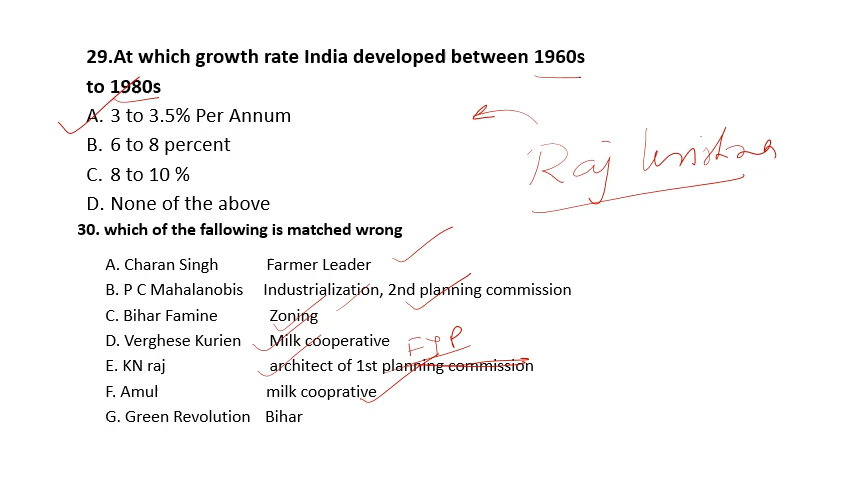 29.At which growth rate India developed between 1960s
to 1980s
A. 3 to 3.5% Per Annum
B. 6 to 8 percent
C. 8 to 10 %
D. None of the above
Raj krishna
30. which of the fallowing is matched wrong
A. Charan Singh Farmer Leader
B. P C Mahalanobis Industrialization, 2nd planning commission
C. Bihar Famine Zoning
D. Verghese Kurien Milk cooperative
FYP
E. KN raj architect of 1st planning commission
F. Amul milk cooprative
G. Green Revolution Bihar